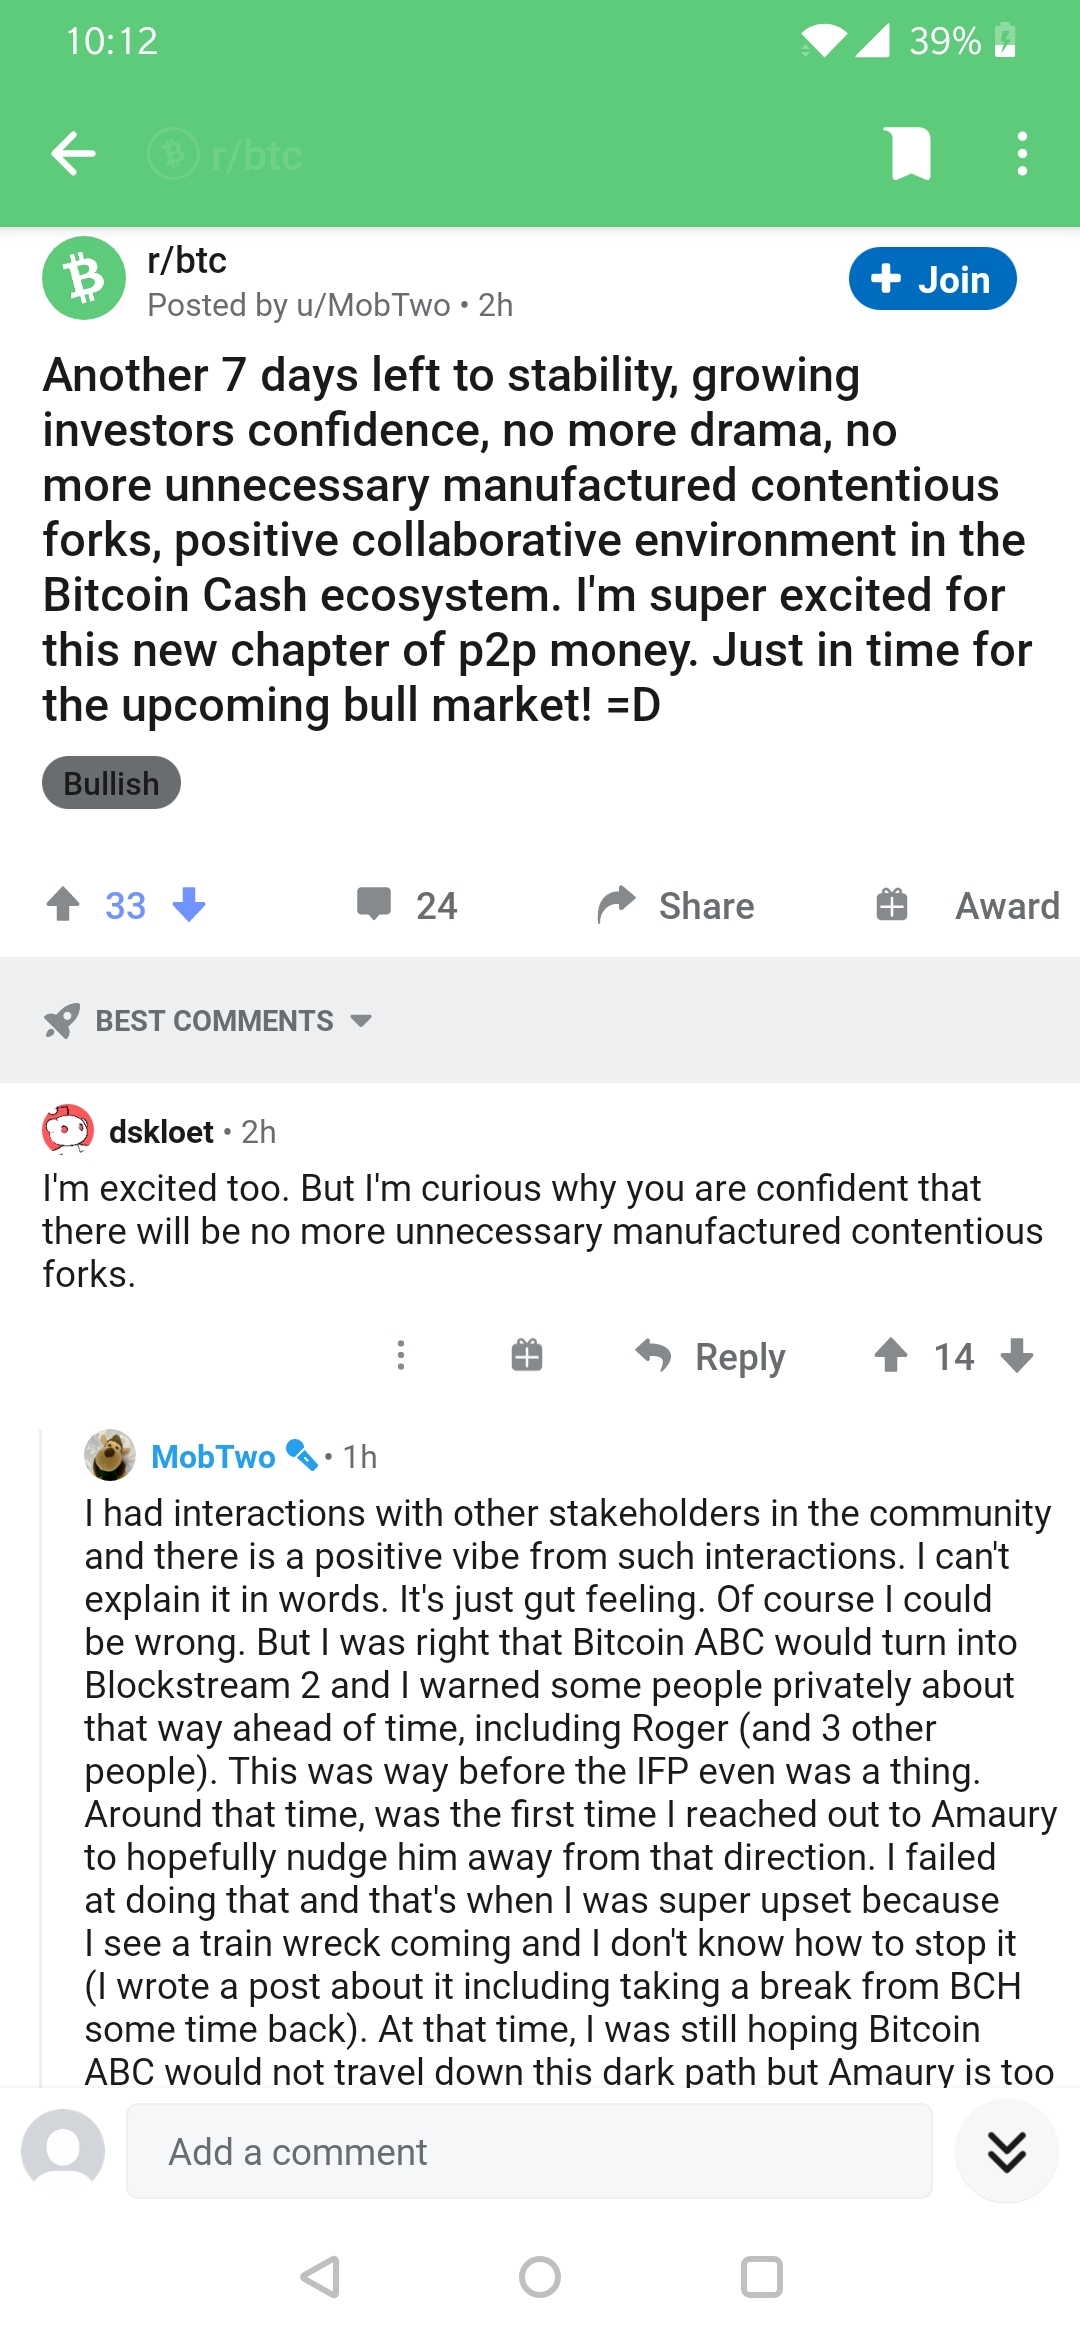 10:12
39%
r/btc
r/btc
Posted by u/MobTwo • 2h
Join
Another 7 days left to stability, growing
investors confidence, no more drama, no
more unnecessary manufactured contentious
forks, positive collaborative environment in the
Bitcoin Cash ecosystem. I'm super excited for
this new chapter of p2p money. Just in time for
the upcoming bull market! =D
Bullish
33
24
Share
Award
BEST COMMENTS
dskloet • 2h
I'm excited too. But I'm curious why you are confident that
there will be no more unnecessary manufactured contentious
forks.
Reply
14
MobTwo • 1h
I had interactions with other stakeholders in the community
and there is a positive vibe from such interactions. I can't
explain it in words. It's just gut feeling. Of course I could
be wrong. But I was right that Bitcoin ABC would turn into
Blockstream 2 and I warned some people privately about
that way ahead of time, including Roger (and 3 other
people). This was way before the IFP even was a thing.
Around that time, was the first time I reached out to Amaury
to hopefully nudge him away from that direction. I failed
at doing that and that's when I was super upset because
I see a train wreck coming and I don't know how to stop it
(I wrote a post about it including taking a break from BCH
some time back). At that time, I was still hoping Bitcoin
ABC would not travel down this dark path but Amaury is too
Add a comment